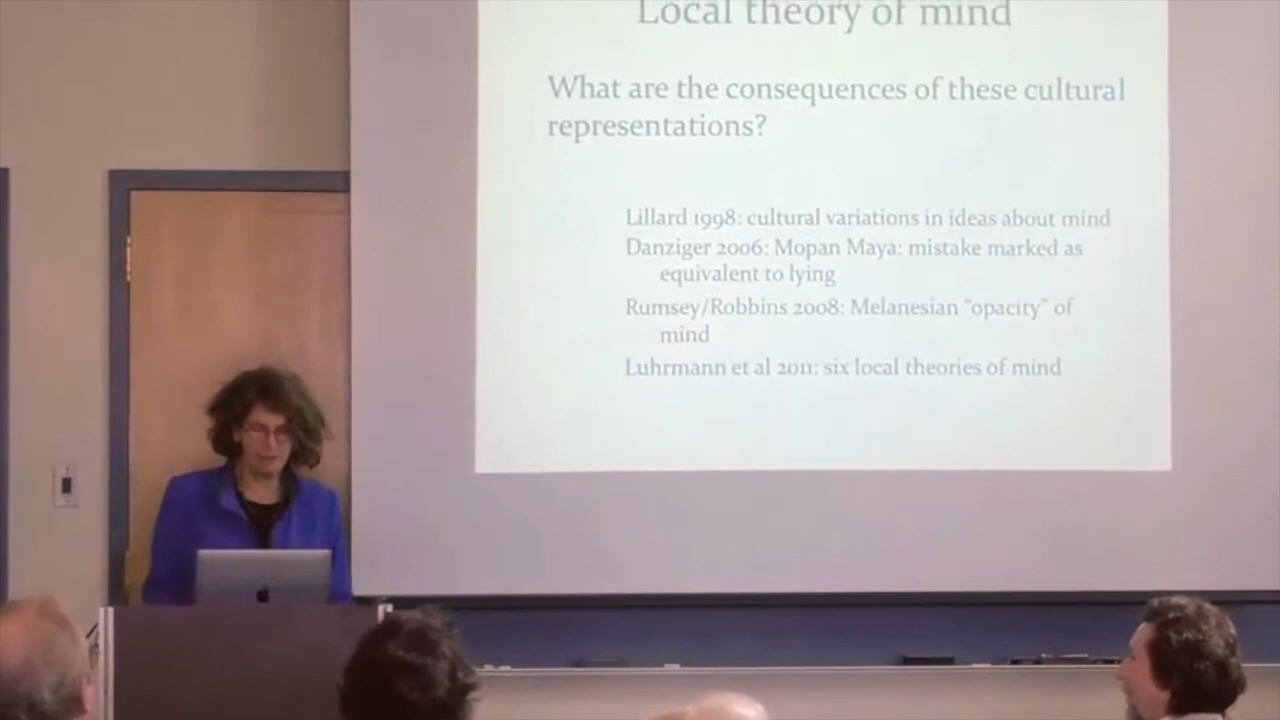 Local theory of mind
What are the consequences of these cultural
representations?
Lillard 1998: cultural variations in ideas about mind
Danziger 2006: Mopan Maya: mistake marked as
equivalent to lying
Rumsey/Robbins 2008: Melanesian “opacity” of
mind
Luhrmann et al 2011: six local theories of mind